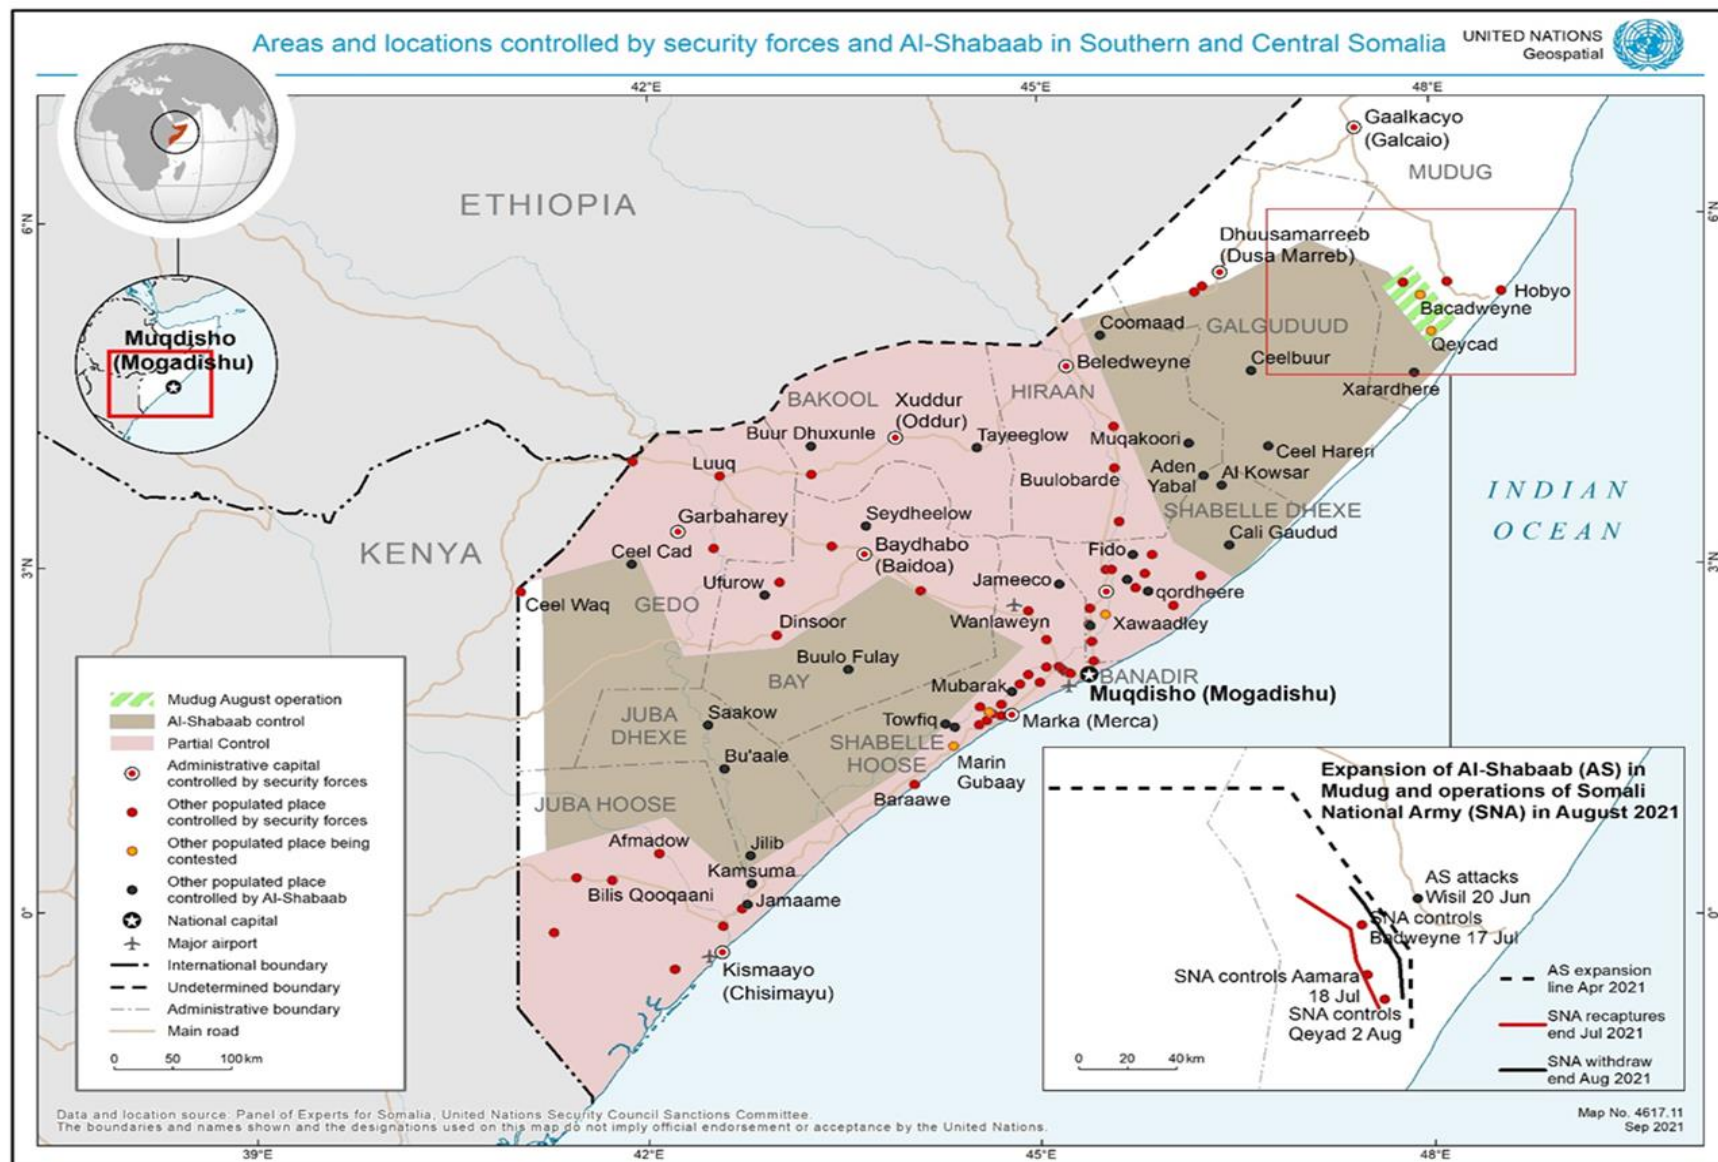 Areas and locations controlled by security forces and Al-Shabaab in Southern and Central Somalia
UNITED NATIONS
Geospatial
42°E
45°E
48°E
6°N
6°N
3°N
3°N
0°
0°
39°E
42°E
45°E
48°E
Muqdisho
(Mogadishu)
ETHIOPIA
KENYA
INDIAN
OCEAN
Gaalkacyo
(Galcaio)
MUDUG
Dhuusamarreeb
(Dusa Marreb)
Hobyo
Bacadweyne
Qeycad
Coomaad
GALGUDUUD
Ceelbuur
Xarardhere
Beledweyne
HIRAAN
BAKOOL
Xuddur
(Oddur)
Buur Dhuxunle
Tayeeglow
Muqakoori
Ceel Hareri
Luuq
Buulobarde
Aden
Yabal
Al Kowsar
SHABELLE DHEXE
Garbaharey
Seydheelow
Cali Gaudud
Ceel Cad
Baydhabo
(Baidoa)
Fido
Ufurow
Jameeco
qordheere
Ceel Waq
GEDO
Dinsoor
Wanlaweyn
Xawaadley
Buulo Fulay
BAY
Mubarak
BANADIR
Muqdisho (Mogadishu)
JUBA
DHEXE
Saakow
Towfiq
Marka (Merca)
SHABELLE
HOOSE
Bu'aale
Marin
Gubaay
JUBA HOOSE
Baraawe
Afmadow
Jilib
Kamsuma
Bilis Qooqaani
Jamaame
Kismaayo
(Chisimayu)
Mudug August operation
Al-Shabaab control
Partial Control
Administrative capital
controlled by security forces
Other populated place
controlled by security forces
Other populated place being
contested
Other populated place
controlled by Al-Shabaab
National capital
Major airport
International boundary
Undetermined boundary
Administrative boundary
Main road
0 50 100 km
Expansion of Al-Shabaab (AS) in
Mudug and operations of Somali
National Army (SNA) in August 2021
AS attacks
Wisil 20 Jun
SNA controls
Badweyne 17 Jul
SNA controls Aamara
18 Jul
SNA controls
Qeyad 2 Aug
AS expansion
line Apr 2021
SNA recaptures
end Jul 2021
SNA withdraw
end Aug 2021
0 20 40 km
Data and location source: Panel of Experts for Somalia, United Nations Security Council Sanctions Committee.
The boundaries and names shown and the designations used on this map do not imply official endorsement or acceptance by the United Nations.
Map No. 4617.11
Sep 2021